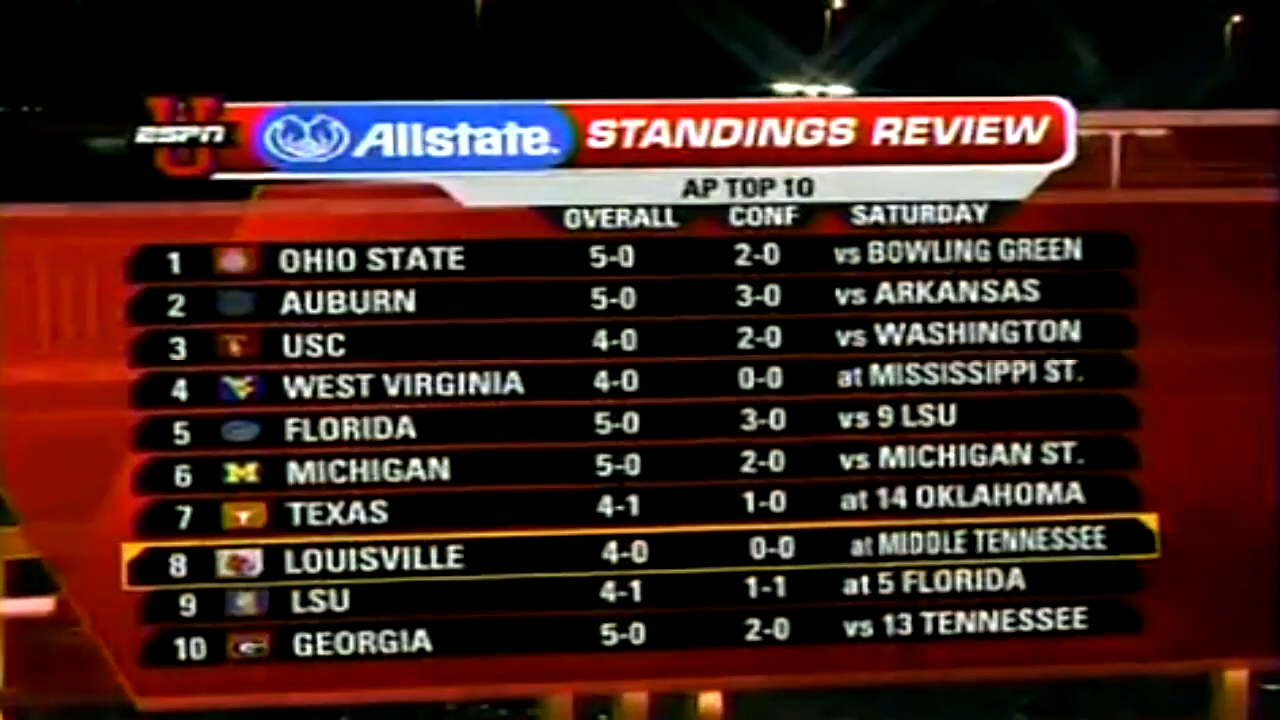 ESPN U Allstate. STANDINGS REVIEW
AP TOP 10
OVERALL CONF SATURDAY
1 OHIO STATE 5-0 2-0 vs BOWLING GREEN
2 AUBURN 5-0 3-0 vs ARKANSAS
3 USC 4-0 2-0 vs WASHINGTON
4 WEST VIRGINIA 4-0 0-0 at MISSISSIPPI ST.
5 FLORIDA 5-0 3-0 vs 9 LSU
6 M MICHIGAN 5-0 2-0 vs MICHIGAN ST.
7 TEXAS 4-1 1-0 at 14 OKLAHOMA
8 LOUISVILLE 4-0 0-0 at MIDDLE TENNESSEE
9 LSU 4-1 1-1 at 5 FLORIDA
10 G GEORGIA 5-0 2-0 vs 13 TENNESSEE